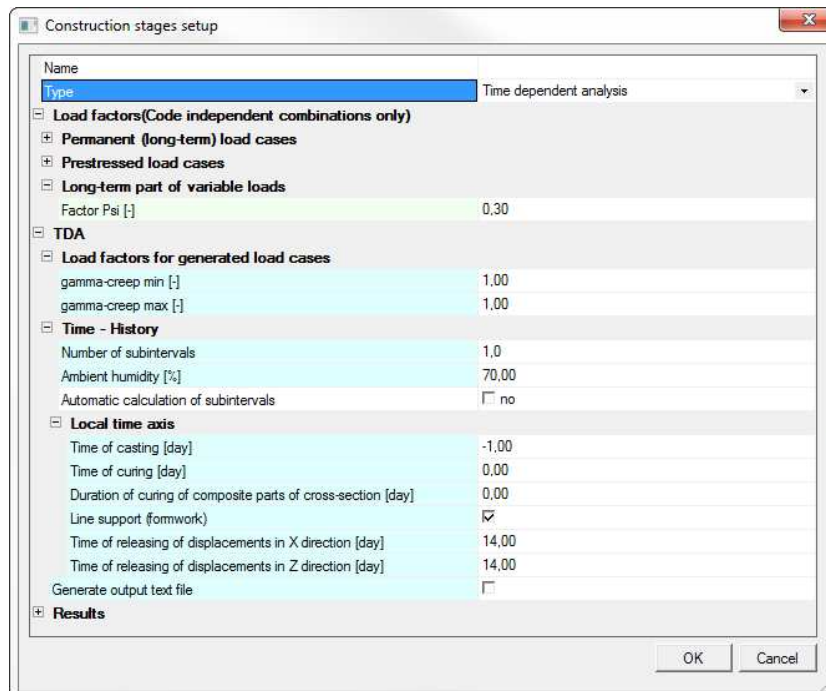 Construction stages setup
Name
Type Time dependent analysis
Load factors(Code independent combinations only)
Permanent (long-term) load cases
Prestressed load cases
Long-term part of variable loads
Factor Psi [-] 0,30
TDA
Load factors for generated load cases
gamma-creep min [-] 1,00
gamma-creep max [-] 1,00
Time - History
Number of subintervals 1,0
Ambient humidity [%] 70,00
Automatic calculation of subintervals no
Local time axis
Time of casting [day] -1,00
Time of curing [day] 0,00
Duration of curing of composite parts of cross-section [day] 0,00
Line support (formwork)
Time of releasing of displacements in X direction [day] 14,00
Time of releasing of displacements in Z direction [day] 14,00
Generate output text file
Results
OK Cancel